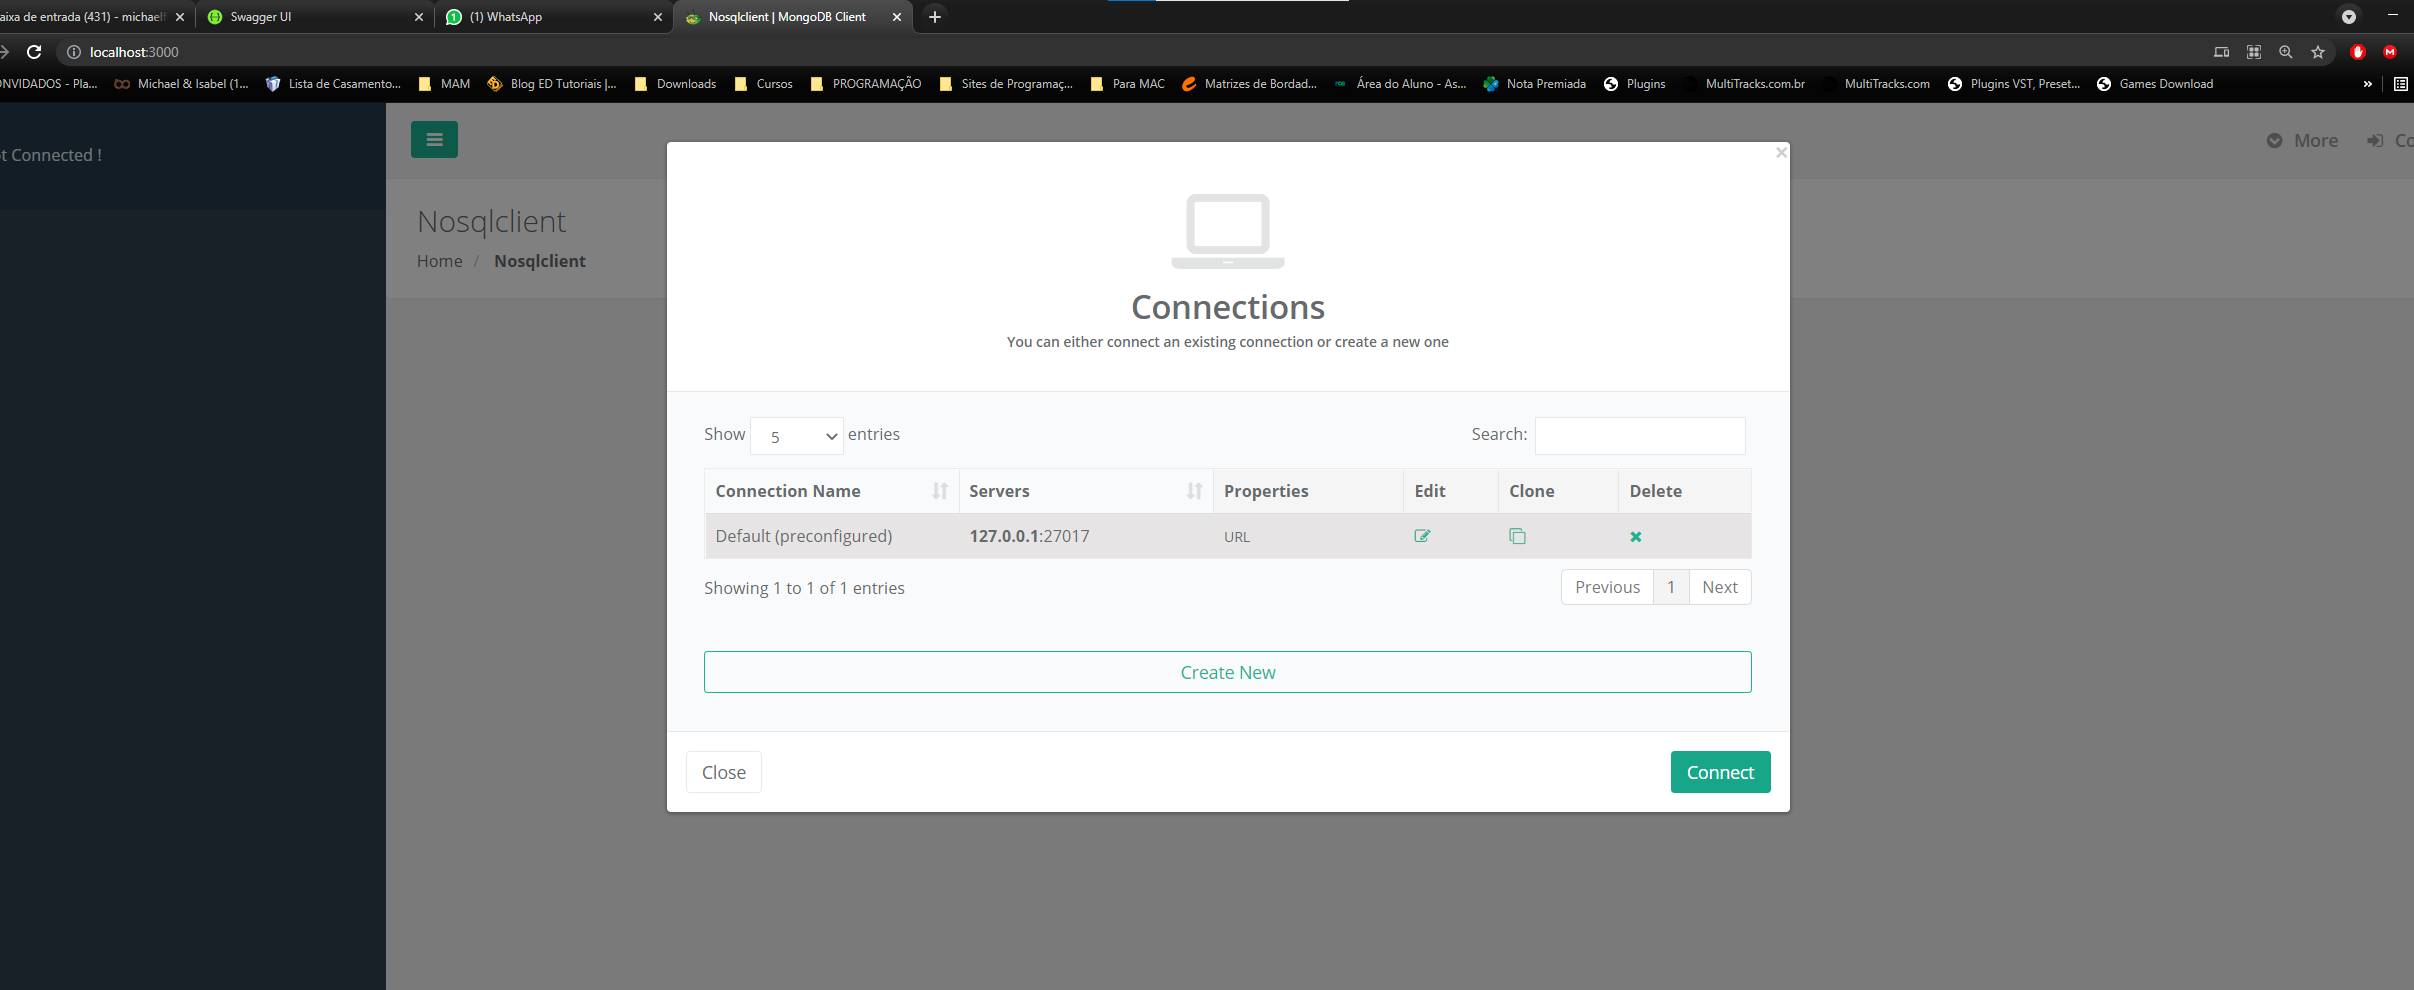 aixa de entrada (431) - michaelf
Swagger UI
(1) WhatsApp
Nosqlclient | MongoDB Client
localhost:3000
ONVIDADOS - Pla...
Michael & Isabel (1...
Lista de Casamento...
MAM
Blog ED Tutoriais |...
Downloads
Cursos
PROGRAMAÇÃO
Sites de Programaç...
Para MAC
Matrizes de Bordad...
Área do Aluno - As...
Nota Premiada
Plugins
MultiTracks.com.br
MultiTracks.com
Plugins VST, Preset...
Games Download
»
t Connected !
More
Co
Nosqlclient
Home / Nosqlclient
×
Connections
You can either connect an existing connection or create a new one
Show 5 entries
Search:
Connection Name Servers Properties Edit Clone Delete
Default (preconfigured) 127.0.0.1:27017 URL
Showing 1 to 1 of 1 entries
Previous 1 Next
Create New
Close
Connect